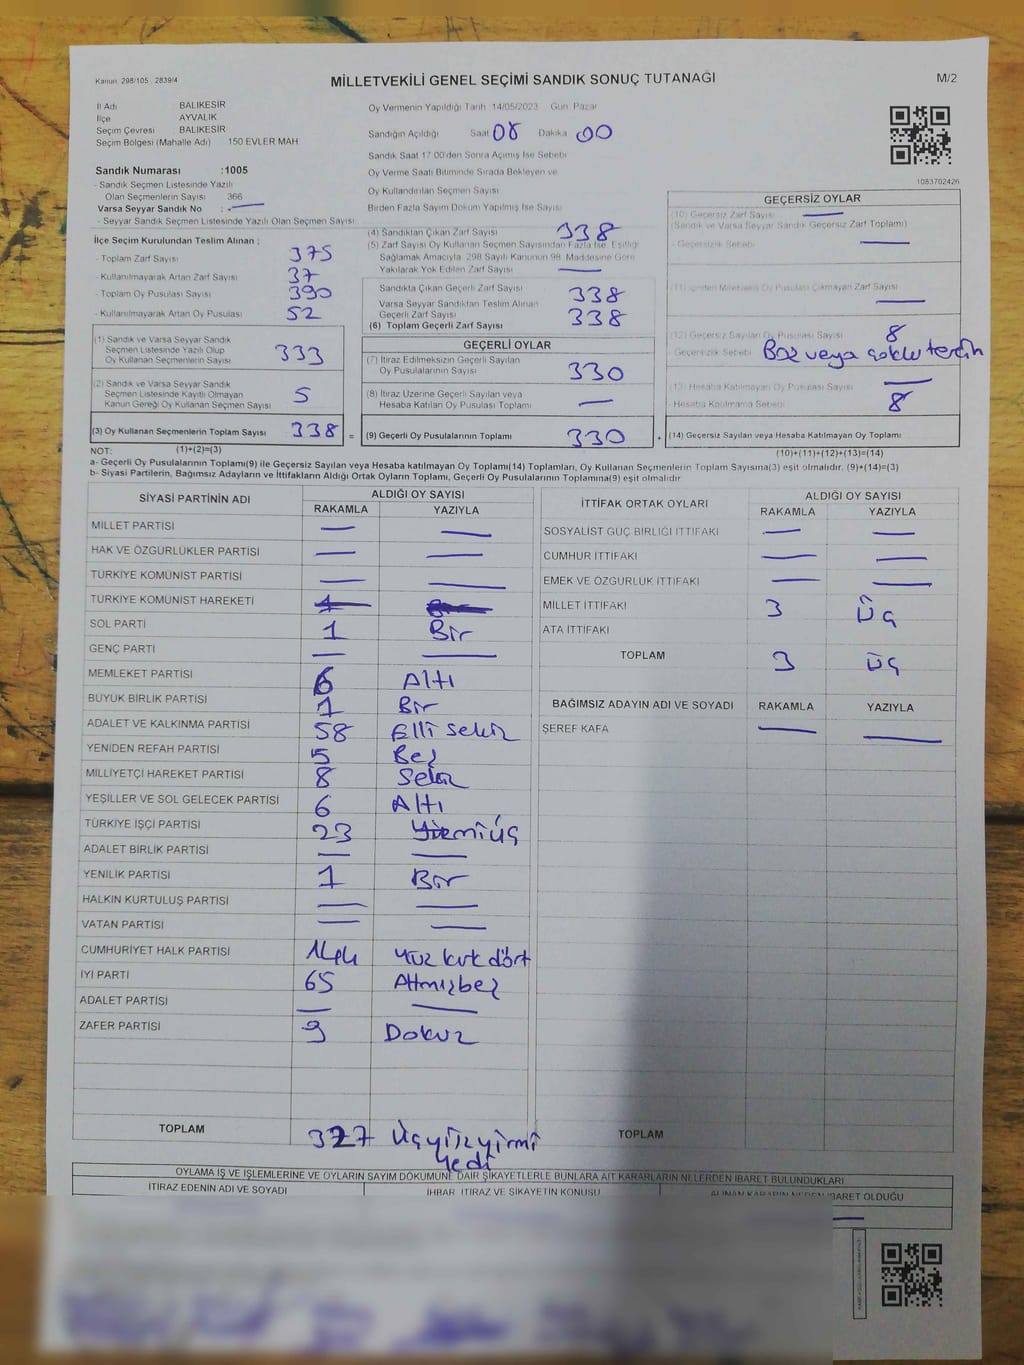 Kanun: 298/105 , 2839/4
MİLLETVEKİLİ GENEL SEÇİMİ SANDIK SONUÇ TUTANAĞI
M/2
İl Adı BALIKESİR
İlçe AYVALIK
Seçim Çevresi BALIKESİR
Seçim Bölgesi (Mahalle Adı) 150 EVLER MAH
Oy Vermenin Yapıldığı Tarih 14/05/2023 Gün Pazar
Sandığın Açıldığı Saat 08 Dakika 00
Sandık Saat 17:00'den Sonra Açılmış İse Sebebi
Oy Verme Saati Bitiminde Sırada Bekleyen ve
Oy Kullandırılan Seçmen Sayısı
Birden Fazla Sayım Döküm Yapılmış İse Sayısı
1083702426
Sandık Numarası :1005
- Sandık Seçmen Listesinde Yazılı
Olan Seçmenlerin Sayısı 366
Varsa Seyyar Sandık No :
- Seyyar Sandık Seçmen Listesinde Yazılı Olan Seçmen Sayısı
İlçe Seçim Kurulundan Teslim Alınan ;
- Toplam Zarf Sayısı 375
- Kullanılmayarak Artan Zarf Sayısı 37
- Toplam Oy Pusulası Sayısı 390
- Kullanılmayarak Artan Oy Pusulası 52
(1) Sandık ve Varsa Seyyar Sandık
Seçmen Listesinde Yazılı Olup
Oy Kullanan Seçmenlerin Sayısı 333
(2) Sandık ve Varsa Seyyar Sandık
Seçmen Listesinde Kayıtlı Olmayan
Kanun Gereği Oy Kullanan Seçmen Sayısı 5
(3) Oy Kullanan Seçmenlerin Toplam Sayısı 338 =
(4) Sandıktan Çıkan Zarf Sayısı 338
(5) Zarf Sayısı Oy Kullanan Seçmen Sayısından Fazla İse, Eşitliği
Sağlamak Amacıyla 298 Sayılı Kanunun 98. Maddesine Göre
Yakılarak Yok Edilen Zarf Sayısı —
Sandıkta Çıkan Geçerli Zarf Sayısı 338
Varsa Seyyar Sandıktan Teslim Alınan
Geçerli Zarf Sayısı 338
(6) Toplam Geçerli Zarf Sayısı
GEÇERLİ OYLAR
(7) İtiraz Edilmeksizin Geçerli Sayılan
Oy Pusulalarının Sayısı 330
(8) İtiraz Üzerine Geçerli Sayılan veya
Hesaba Katılan Oy Pusulası Toplamı —
(9) Geçerli Oy Pusulalarının Toplamı 330 +
GEÇERSİZ OYLAR
(10) Geçersiz Zarf Sayısı —
(Sandık ve Varsa Seyyar Sandık Geçersiz Zarf Toplamı)
- Geçersizlik Sebebi —
(11) İçinden Milletvekili Oy Pusulası Çıkmayan Zarf Sayısı —
(12) Geçersiz Sayılan Oy Pusulası Sayısı 8
- Geçersizlik Sebebi Boş veya çoklu tercih
(13) Hesaba Katılmayan Oy Pusulası Sayısı —
- Hesaba Katılmama Sebebi 8
(14) Geçersiz Sayılan veya Hesaba Katılmayan Oy Toplamı
NOT: (1)+(2)=(3)
(10)+(11)+(12)+(13)=(14)
a- Geçerli Oy Pusulalarının Toplamı(9) ile Geçersiz Sayılan veya Hesaba katılmayan Oy Toplamı(14) Toplamları, Oy Kullanan Seçmenlerin Toplam Sayısına(3) eşit olmalıdır. (9)+(14)=(3)
b- Siyasi Partilerin, Bağımsız Adayların ve İttifakların Aldığı Ortak Oyların Toplamı, Geçerli Oy Pusulalarının Toplamına(9) eşit olmalıdır
SİYASİ PARTİNİN ADI ALDIĞI OY SAYISI
RAKAMLA YAZIYLA
MİLLET PARTİSİ — —
HAK VE ÖZGÜRLÜKLER PARTİSİ — —
TÜRKİYE KOMÜNİST PARTİSİ — —
TÜRKİYE KOMÜNİST HAREKETİ
SOL PARTİ 1 Bir
GENÇ PARTİ — —
MEMLEKET PARTİSİ 6 Altı
BÜYÜK BİRLİK PARTİSİ 1 Bir
ADALET VE KALKINMA PARTİSİ 58 Elli sekiz
YENİDEN REFAH PARTİSİ 5 Beş
MİLLİYETÇİ HAREKET PARTİSİ 8 Sekiz
YEŞİLLER VE SOL GELECEK PARTİSİ 6 Altı
TÜRKİYE İŞÇİ PARTİSİ 23 Yirmi üç
ADALET BİRLİK PARTİSİ — —
YENİLİK PARTİSİ 1 Bir
HALKIN KURTULUŞ PARTİSİ — —
VATAN PARTİSİ — —
CUMHURİYET HALK PARTİSİ 144 Yüz kırk dört
İYİ PARTİ 65 Altmışbeş
ADALET PARTİSİ — —
ZAFER PARTİSİ 9 Dokuz
TOPLAM 327 Üçyüzyirmi
yedi
İTTİFAK ORTAK OYLARI ALDIĞI OY SAYISI
RAKAMLA YAZIYLA
SOSYALİST GÜÇ BİRLİĞİ İTTİFAKI — —
CUMHUR İTTİFAKI — —
EMEK VE ÖZGÜRLÜK İTTİFAKI — —
MİLLET İTTİFAKI 3 Üç
ATA İTTİFAKI
TOPLAM 3 Üç
BAĞIMSIZ ADAYIN ADI VE SOYADI RAKAMLA YAZIYLA
ŞEREF KAFA — —
TOPLAM
OYLAMA İŞ VE İŞLEMLERİNE VE OYLARIN SAYIM DÖKÜMÜNE DAİR ŞİKAYETLERLE BUNLARA AİT KARARLARIN NELERDEN İBARET BULUNDUKLARI
İTİRAZ EDENİN ADI VE SOYADI İHBAR, İTİRAZ VE ŞİKAYETİN KONUSU ALINAN KARARIN NEDEN İBARET OLDUĞU